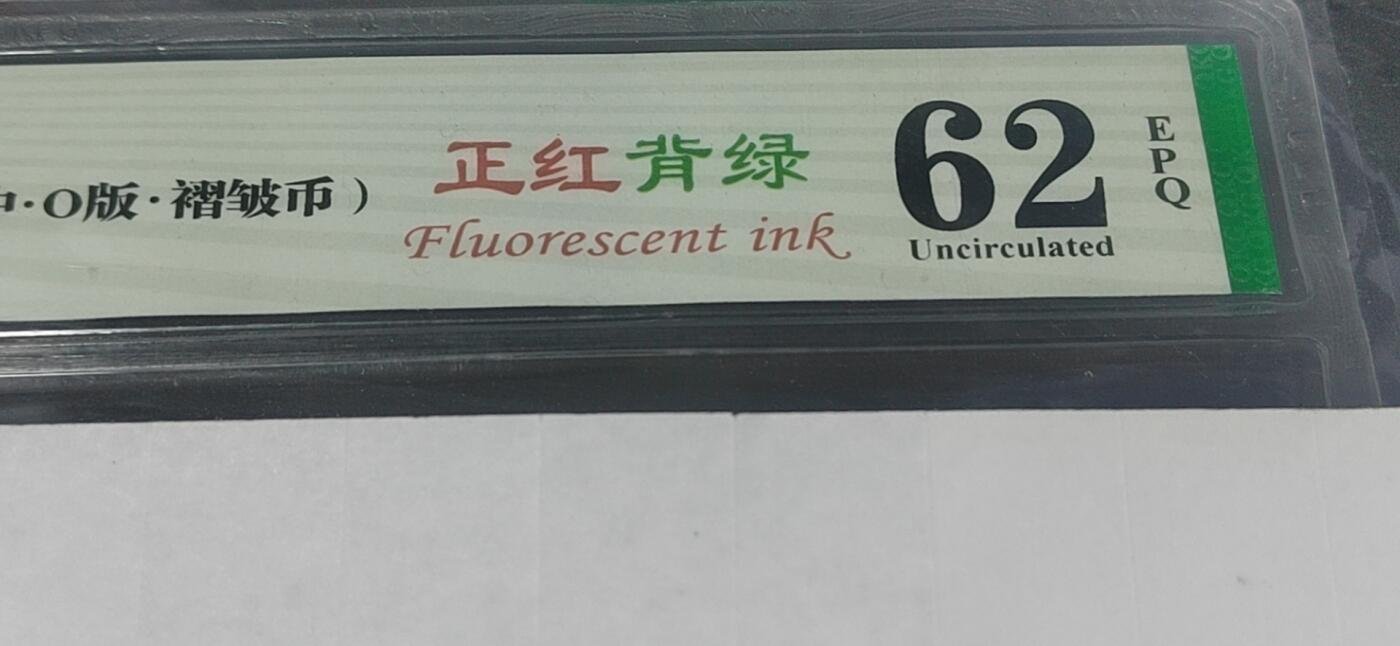 ·O版·褶皱币）
正红背绿
Fluorescent ink
62
Uncirculated
EPQ